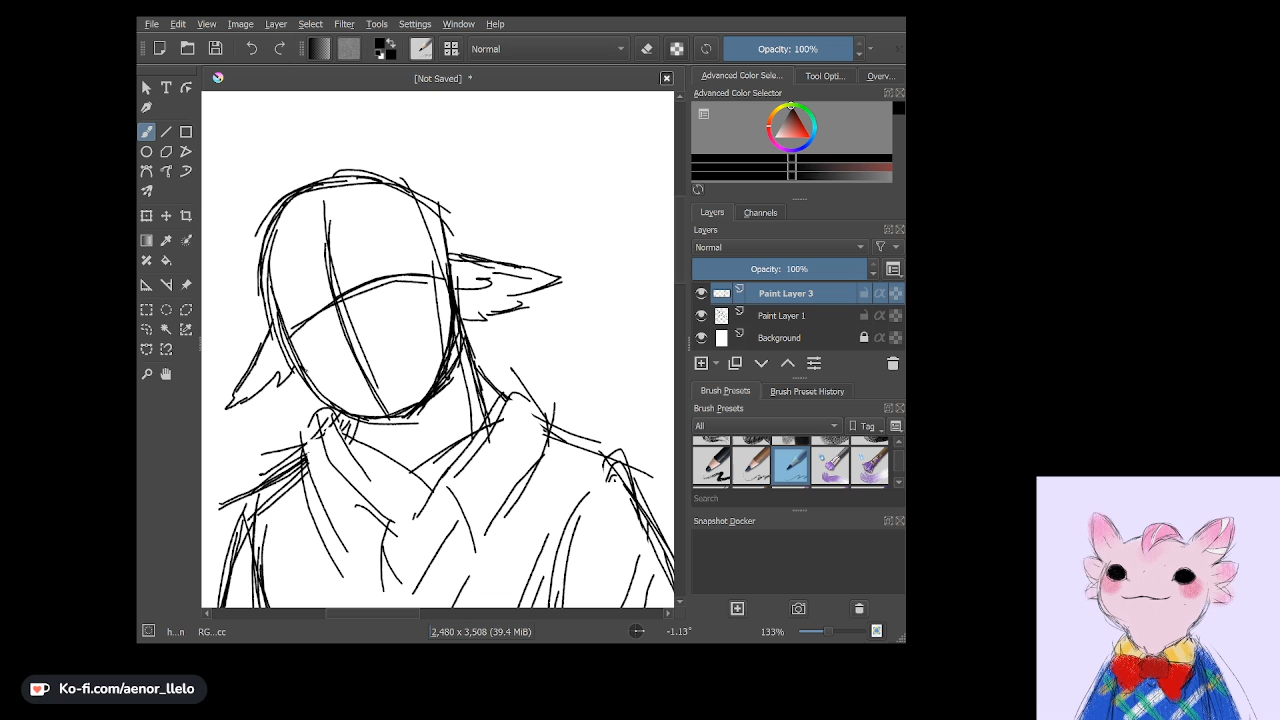 File Edit View Image Layer Select Filter Tools Settings Window Help
Normal
Opacity: 100%
[Not Saved] *
Advanced Color Sele...
Tool Opti...
Overv...
Advanced Color Selector
Layers
Channels
Layers
Normal
Opacity: 100%
Paint Layer 3
Paint Layer 1
Background
Brush Presets
Brush Preset History
Brush Presets
All
Tag
Search
Snapshot Docker
h...n
RG...cc
2,480 x 3,508 (39.4 MiB)
-1.13°
133%
Ko-fi.com/aenor_llelo